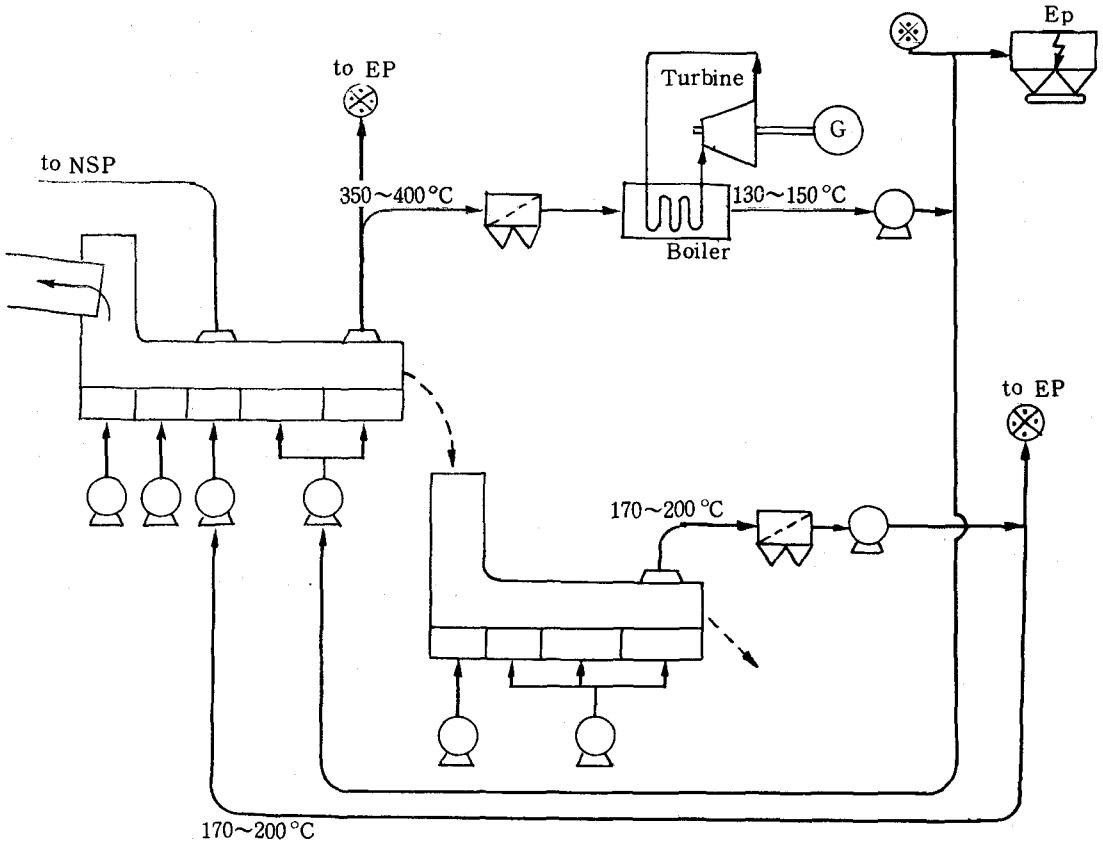 Ep
to EP
Turbine
G
to NSP
350~400°C
130~150°C
Boiler
to EP
170~200°C
170~200°C